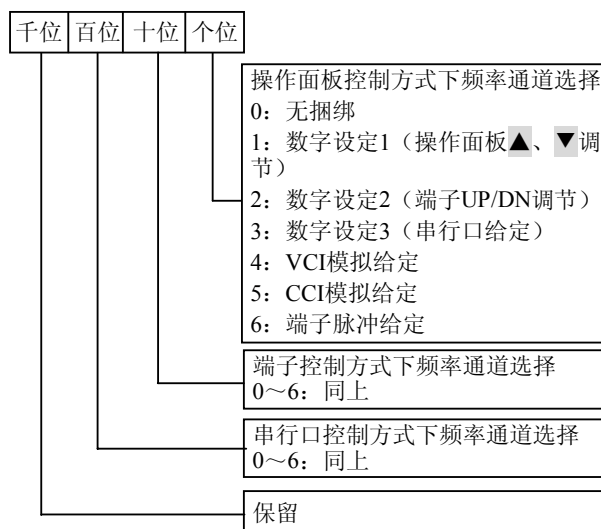 千位 百位 十位 个位
操作面板控制方式下频率通道选择
0：无捆绑
1：数字设定1（操作面板▲、▼调
节）
2：数字设定2（端子UP/DN调节）
3：数字设定3（串行口给定）
4：VCI模拟给定
5：CCI模拟给定
6：端子脉冲给定
端子控制方式下频率通道选择
0～6：同上
串行口控制方式下频率通道选择
0～6：同上
保留